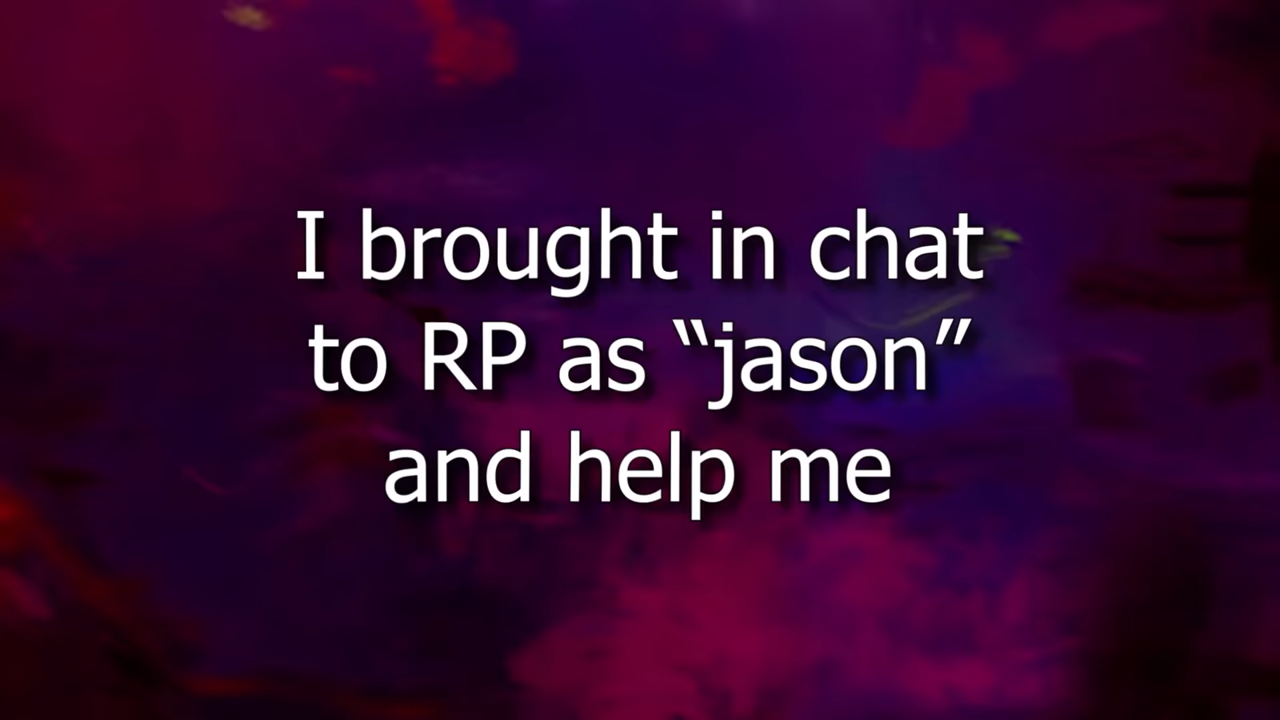 I brought in chat
to RP as “jason”
and help me